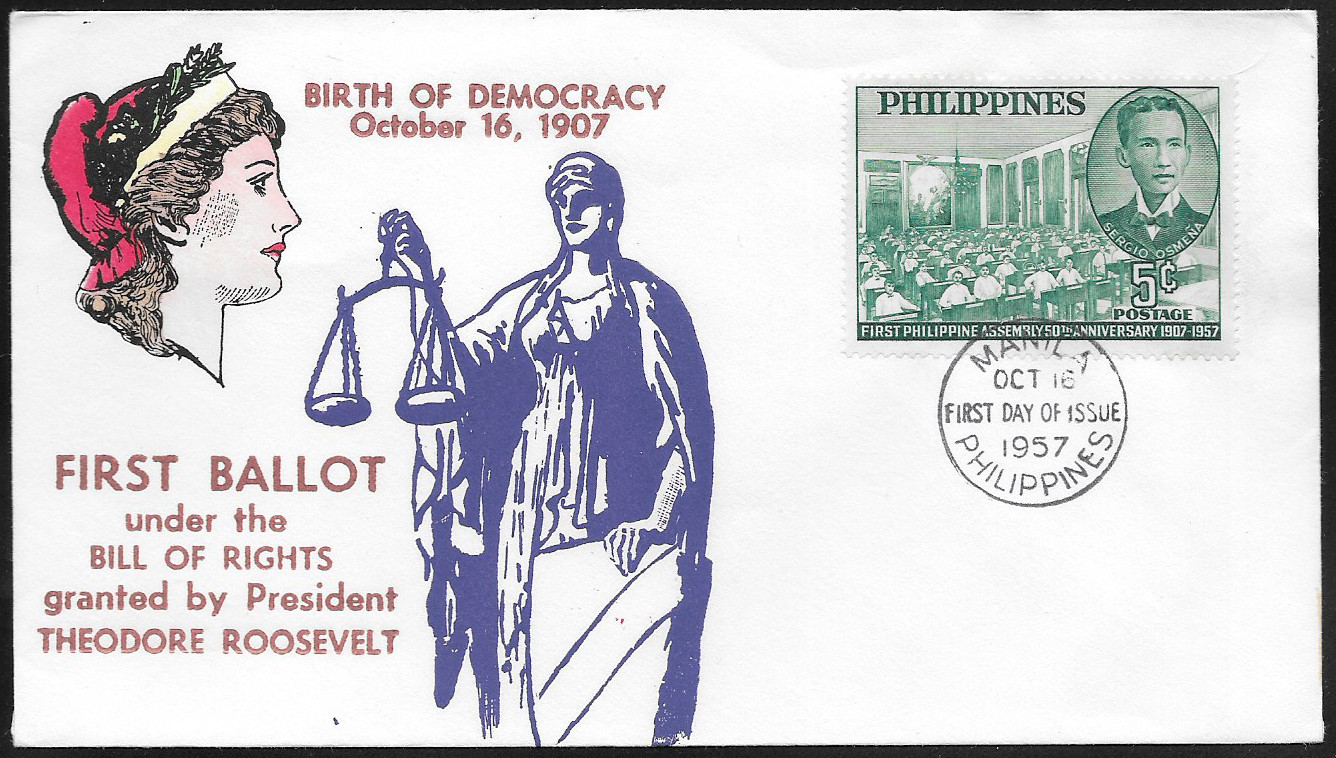 BIRTH OF DEMOCRACY
October 16, 1907
FIRST BALLOT
under the
BILL OF RIGHTS
granted by President
THEODORE ROOSEVELT
PHILIPPINES
SERGIO OSMEÑA
5¢
POSTAGE
FIRST PHILIPPINE ASSEMBLY 50th ANNIVERSARY 1907-1957
MANILA
OCT 16
FIRST DAY OF ISSUE
1957
PHILIPPINES